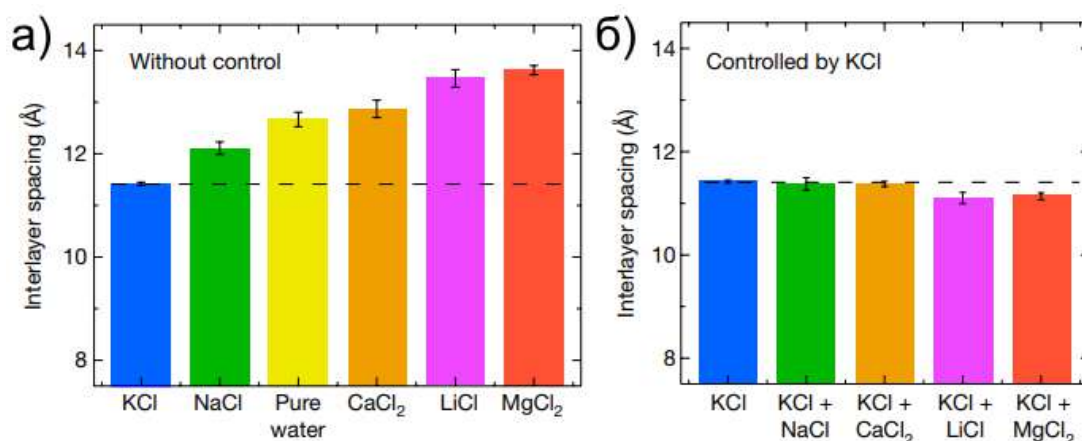 а)
Without control
Interlayer spacing (Å)
14
12
10
8
KCl
NaCl
Pure
water
CaCl₂
LiCl
MgCl₂
б)
Controlled by KCl
Interlayer spacing (Å)
14
12
10
8
KCl
KCl +
NaCl
KCl +
CaCl₂
KCl +
LiCl
KCl +
MgCl₂